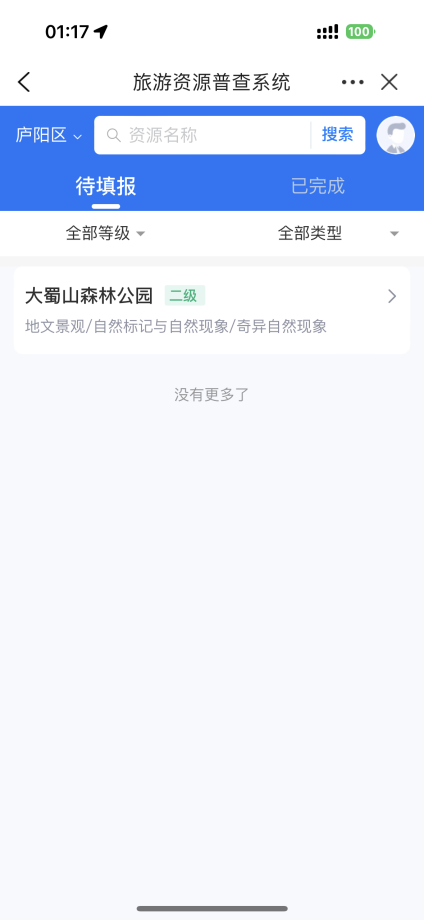 01:17
100
旅游资源普查系统
庐阳区
资源名称
搜索
待填报
已完成
全部等级
全部类型
大蜀山森林公园
二级
地文景观/自然标记与自然现象/奇异自然现象
没有更多了